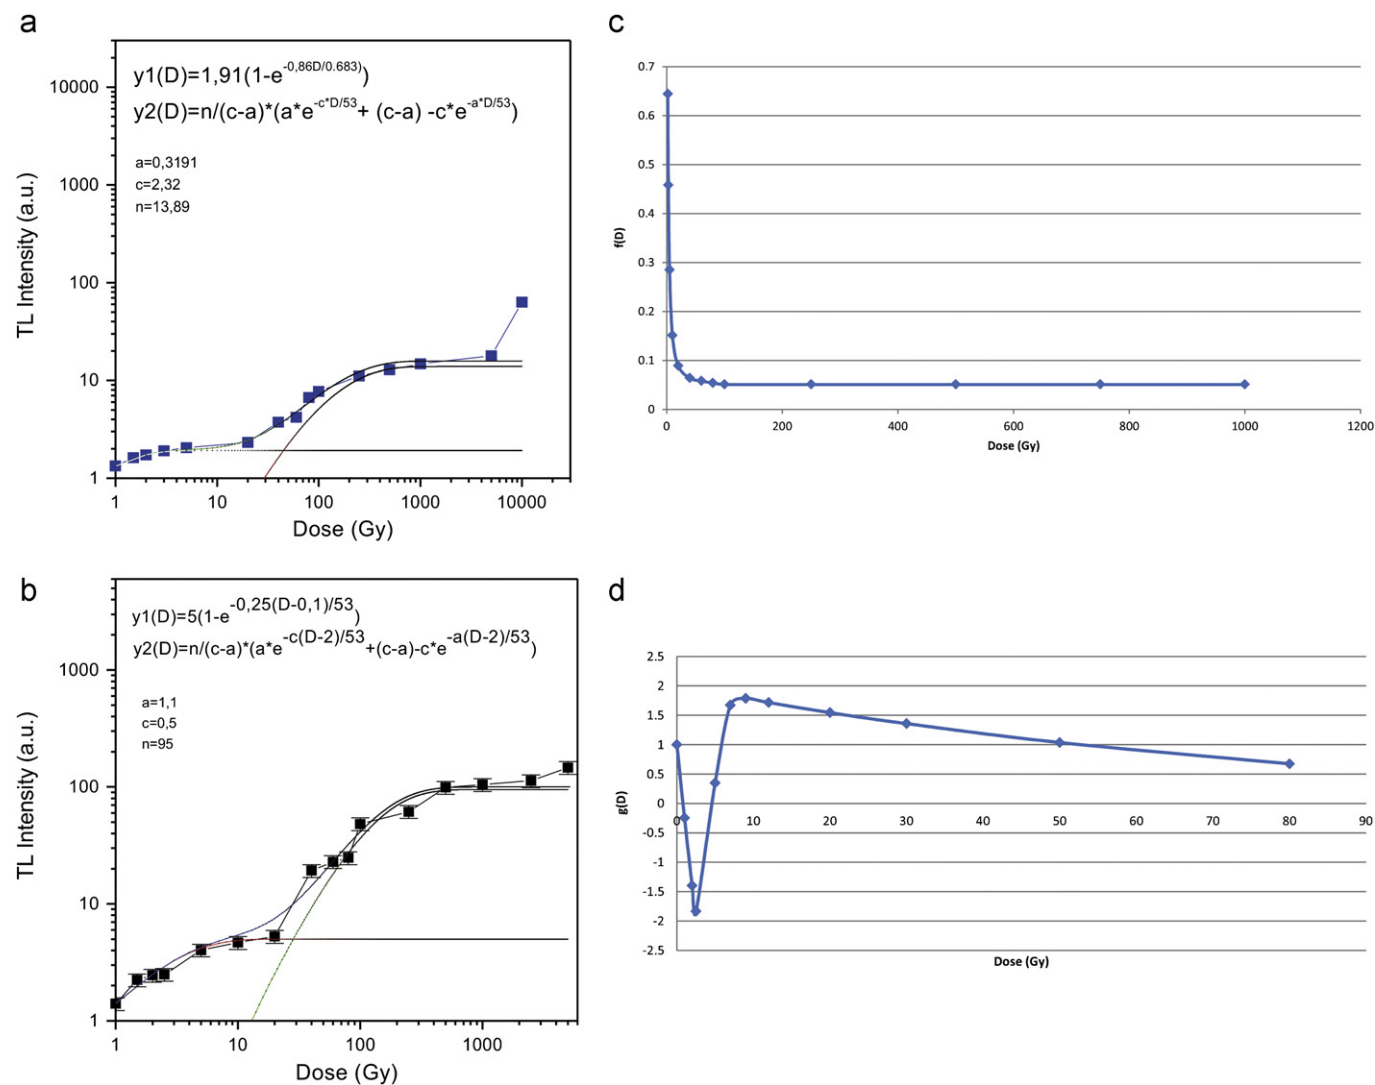 a
y1(D)=1,91(1-e^-0,86D/0.683)
y2(D)=n/(c-a)*(a*e^-c*D/53+ (c-a) -c*e^-a*D/53)
a=0,3191
c=2,32
n=13,89
TL Intensity (a.u.)
10000
1000
100
10
1
1 10 100 1000 10000
Dose (Gy)
c
0.7
0.6
0.5
0.4
0.3
0.2
0.1
0
f(D)
0 200 400 600 800 1000 1200
Dose (Gy)
b
y1(D)=5(1-e^-0,25(D-0,1)/53)
y2(D)=n/(c-a)*(a*e^-c(D-2)/53+(c-a)-c*e^-a(D-2)/53)
a=1,1
c=0,5
n=95
TL Intensity (a.u.)
1000
100
10
1
1 10 100 1000
Dose (Gy)
d
2.5
2
1.5
1
0.5
0
-0.5
-1
-1.5
-2
-2.5
g(D)
0 10 20 30 40 50 60 70 80 90
Dose (Gy)